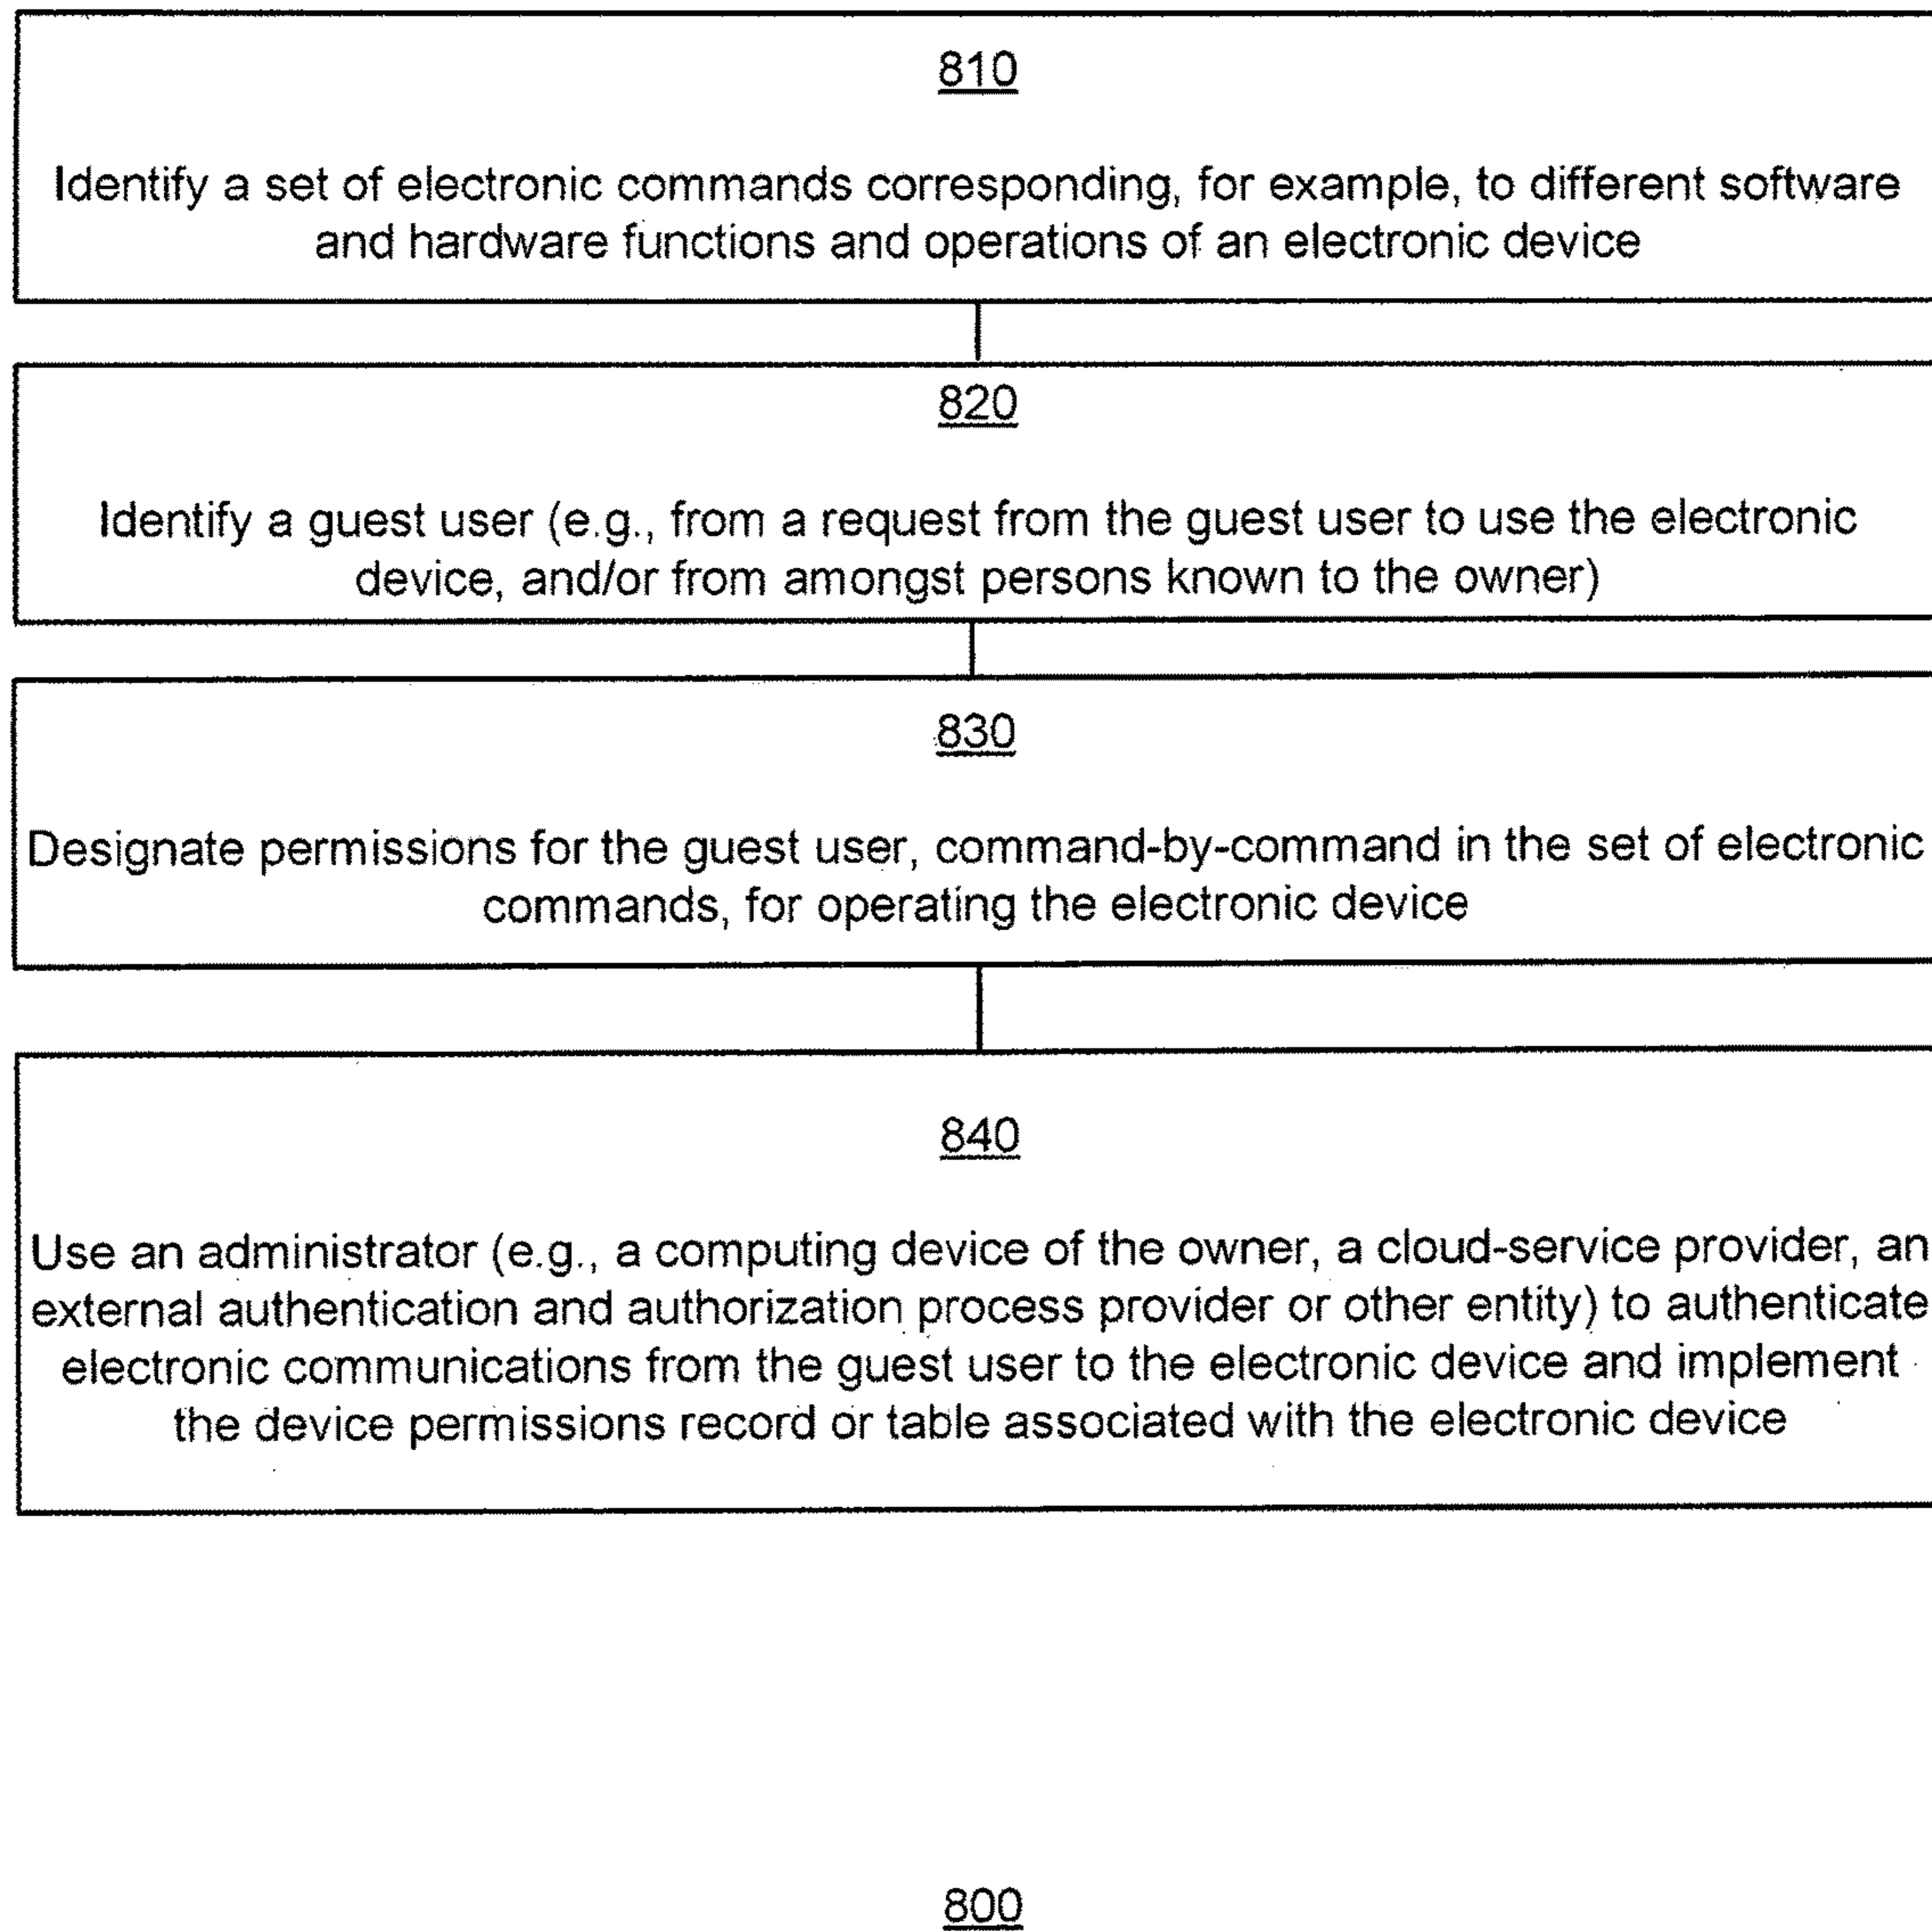 810
Identify a set of electronic commands corresponding, for example, to different software
and hardware functions and operations of an electronic device
820
Identify a guest user (e.g., from a request from the guest user to use the electronic
device, and/or from amongst persons known to the owner)
830
Designate permissions for the guest user, command-by-command in the set of electronic
commands, for operating the electronic device
840
Use an administrator (e.g., a computing device of the owner, a cloud-service provider, an
external authentication and authorization process provider or other entity) to authenticate
electronic communications from the guest user to the electronic device and implement
the device permissions record or table associated with the electronic device
800